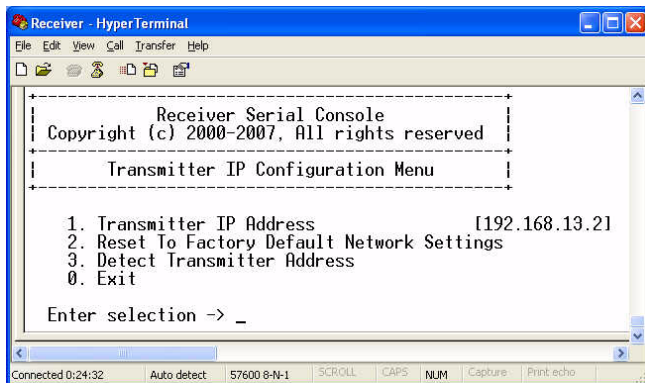 Receiver - HyperTerminal
File Edit View Call Transfer Help
Receiver Serial Console
Copyright (c) 2000-2007, All rights reserved
Transmitter IP Configuration Menu
1. Transmitter IP Address [192.168.13.2]
2. Reset To Factory Default Network Settings
3. Detect Transmitter Address
0. Exit
Enter selection -> _
Connected 0:24:32 Auto detect 57600 8-N-1 SCROLL CAPS NUM Capture Print echo